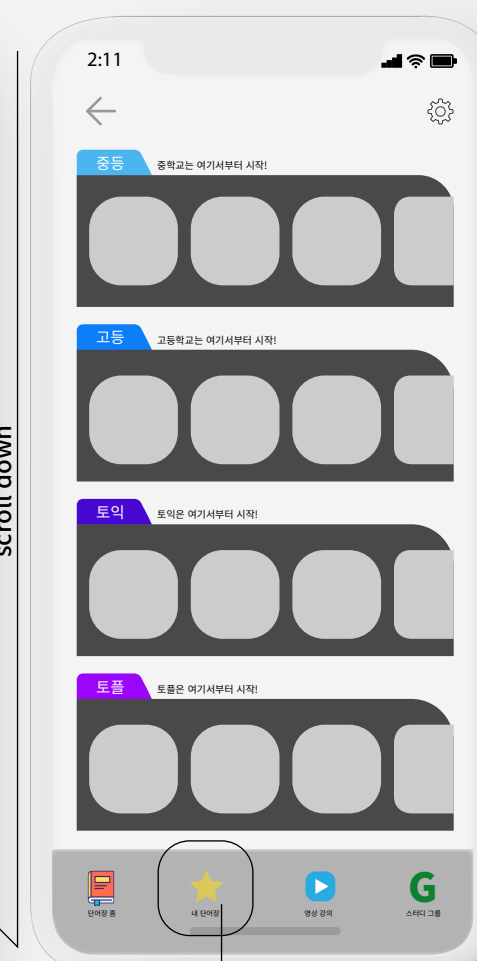 2:11
중등
중학교는 여기서부터 시작!
고등
고등학교는 여기서부터 시작!
토익
토익은 여기서부터 시작!
토플
토플은 여기서부터 시작!
scroll down
단어장 홈
내 단어장
영상 강의
G
스터디 그룹